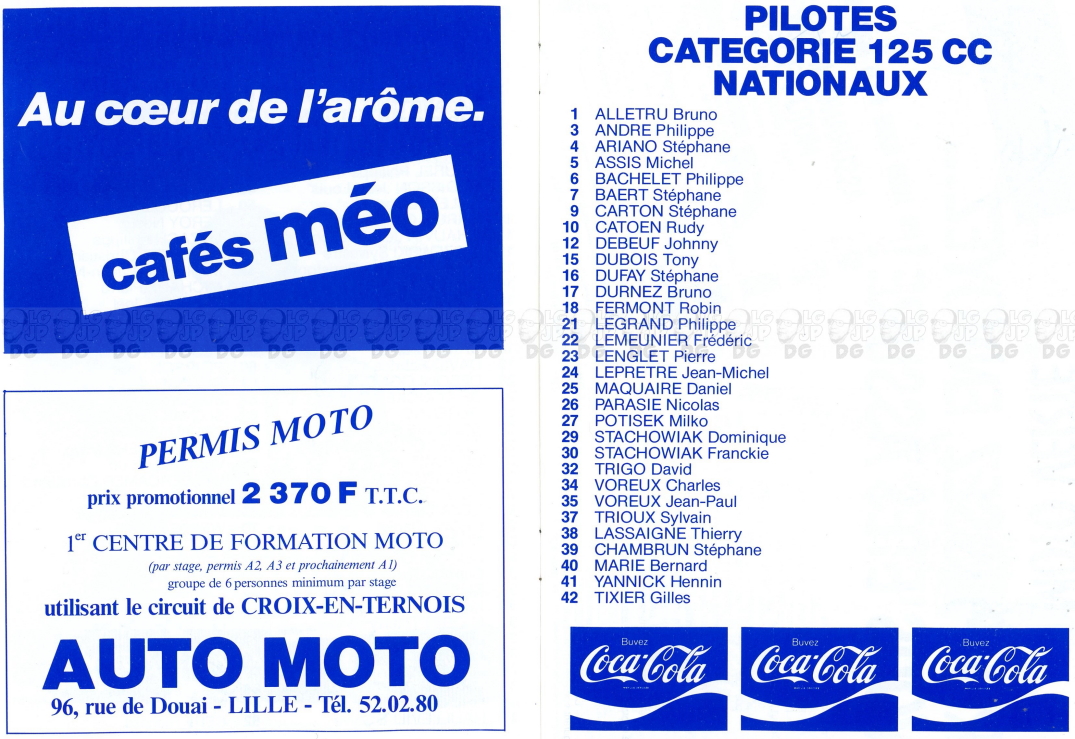 Au cœur de l'arôme.
cafés méo
PERMIS MOTO
prix promotionnel 2 370 F T.T.C.
1er CENTRE DE FORMATION MOTO
(par stage, permis A2, A3 et prochainement A1)
groupe de 6 personnes minimum par stage
utilisant le circuit de CROIX-EN-TERNOIS
AUTO MOTO
96, rue de Douai - LILLE - Tél. 52.02.80
PILOTES
CATEGORIE 125 CC
NATIONAUX
1 ALLETRU Bruno
3 ANDRE Philippe
4 ARIANO Stéphane
5 ASSIS Michel
6 BACHELET Philippe
7 BAERT Stéphane
9 CARTON Stéphane
10 CATOEN Rudy
12 DEBEUF Johnny
15 DUBOIS Tony
16 DUFAY Stéphane
17 DURNEZ Bruno
18 FERMONT Robin
21 LEGRAND Philippe
22 LEMEUNIER Frédéric
23 LENGLET Pierre
24 LEPRETRE Jean-Michel
25 MAQUAIRE Daniel
26 PARASIE Nicolas
27 POTISEK Milko
29 STACHOWIAK Dominique
30 STACHOWIAK Franckie
32 TRIGO David
34 VOREUX Charles
35 VOREUX Jean-Paul
37 TRIOUX Sylvain
38 LASSAIGNE Thierry
39 CHAMBRUN Stéphane
40 MARIE Bernard
41 YANNICK Hennin
42 TIXIER Gilles
Buvez
Coca-Cola
Buvez
Coca-Cola
Buvez
Coca-Cola